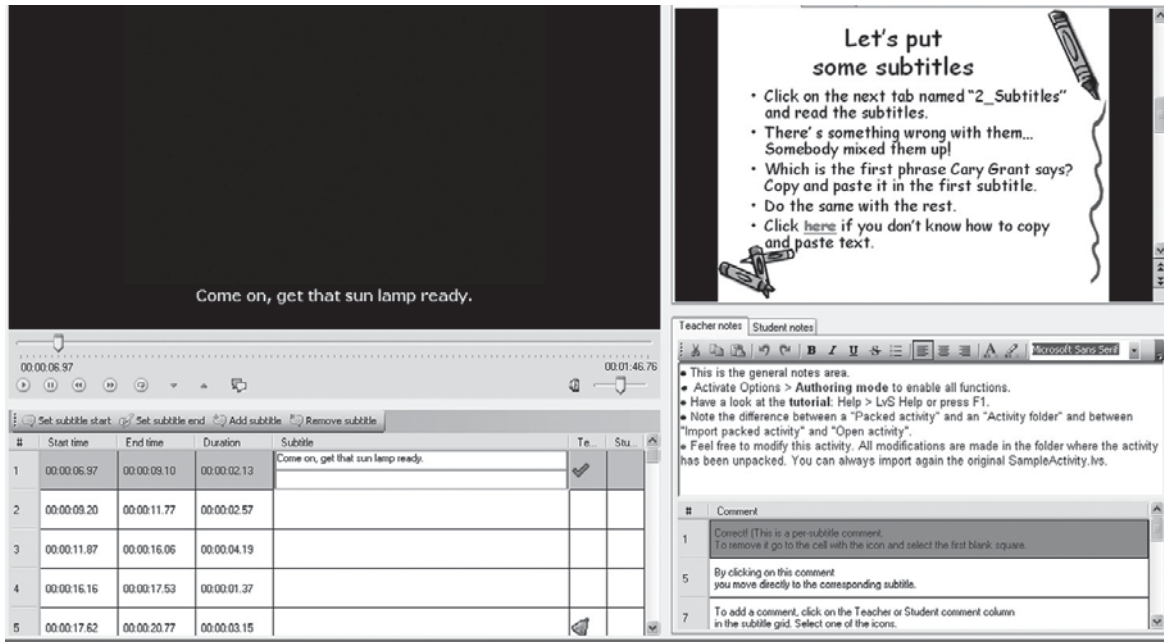 Come on, get that sun lamp ready.
00:00:06.97
00:01:46.76
Set subtitle start Set subtitle end Add subtitle Remove subtitle
# Start time End time Duration Subtitle Te... Stu...
1 00:00:06.97 00:00:09.10 00:00:02.13 Come on, get that sun lamp ready.
2 00:00:09.20 00:00:11.77 00:00:02.57
3 00:00:11.87 00:00:16.06 00:00:04.19
4 00:00:16.16 00:00:17.53 00:00:01.37
5 00:00:17.62 00:00:20.77 00:00:03.15
Let's put
some subtitles
• Click on the next tab named “2_Subtitles”
and read the subtitles.
• There' s something wrong with them...
Somebody mixed them up!
• Which is the first phrase Cary Grant says?
Copy and paste it in the first subtitle.
• Do the same with the rest.
• Click here if you don't know how to copy
and paste text.
Teacher notes Student notes
B I U S Microsoft Sans Serif
• This is the general notes area.
• Activate Options > Authoring mode to enable all functions.
• Have a look at the tutorial: Help > LvS Help or press F1.
• Note the difference between a "Packed activity" and an "Activity folder" and between
"Import packed activity" and "Open activity".
• Feel free to modify this activity. All modifications are made in the folder where the activity
has been unpacked. You can always import again the original SampleActivity.lvs.
# Comment
1 Correct! (This is a per-subtitle comment.
To remove it go to the cell with the icon and select the first blank square.
5 By clicking on this comment
you move directly to the corresponding subtitle.
7 To add a comment, click on the Teacher or Student comment column
in the subtitle grid. Select one of the icons.